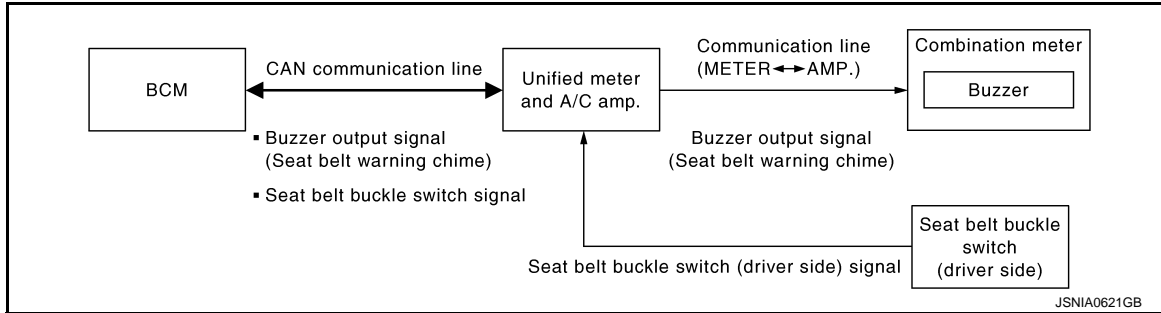 BCM
CAN communication line
▪ Buzzer output signal
(Seat belt warning chime)
▪ Seat belt buckle switch signal
Unified meter
and A/C amp.
Communication line
(METER◄─►AMP.)
Buzzer output signal
(Seat belt warning chime)
Combination meter
Buzzer
Seat belt buckle switch (driver side) signal
Seat belt buckle
switch
(driver side)
JSNIA0621GB